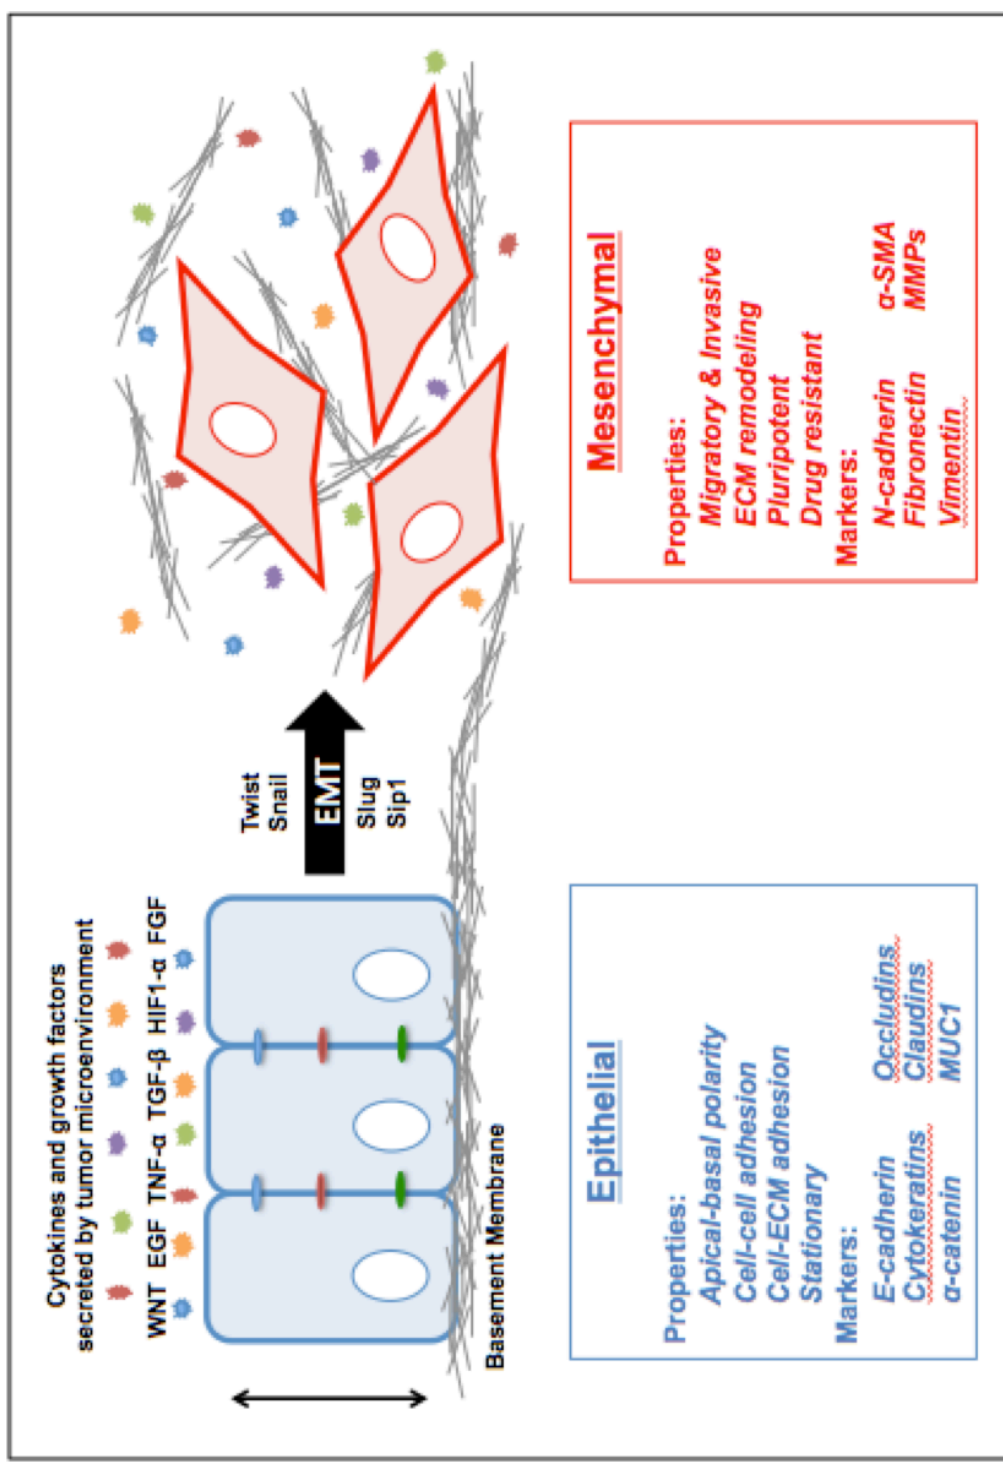 Cytokines and growth factors
secreted by tumor microenvironment
WNT EGF TNF-α TGF-β HIF1-α FGF
Twist
Snail
EMT
Slug
Sip1
Basement Membrane
Epithelial
Properties:
Apical-basal polarity
Cell-cell adhesion
Cell-ECM adhesion
Stationary
Markers:
E-cadherin Occludins
Cytokeratins Claudins
α-catenin MUC1
Mesenchymal
Properties:
Migratory & Invasive
ECM remodeling
Pluripotent
Drug resistant
Markers:
N-cadherin α-SMA
Fibronectin MMPs
Vimentin